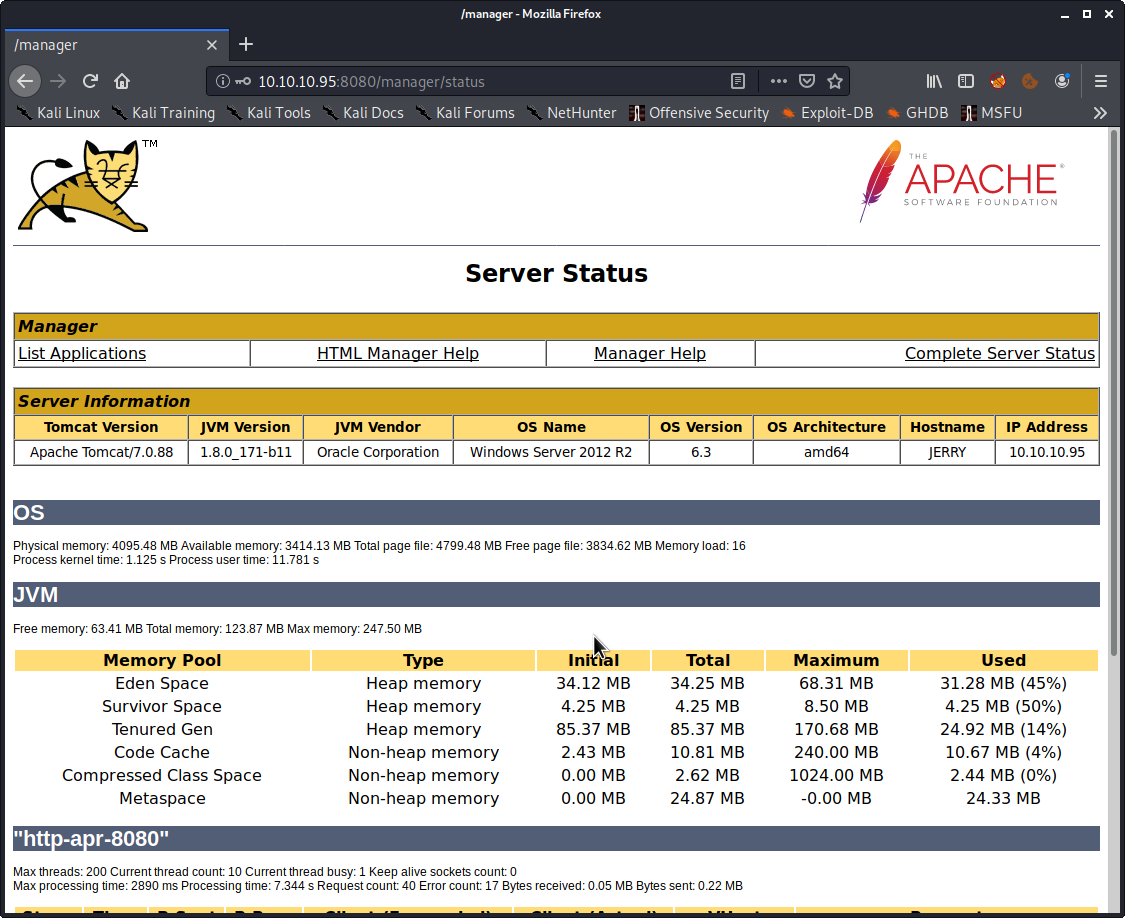 /manager - Mozilla Firefox
/manager
10.10.10.95:8080/manager/status
Kali Linux Kali Training Kali Tools Kali Docs Kali Forums NetHunter Offensive Security Exploit-DB GHDB MSFU
TM
THE
APACHE®
SOFTWARE FOUNDATION
Server Status
Manager
List Applications HTML Manager Help Manager Help Complete Server Status
Server Information
Tomcat Version JVM Version JVM Vendor OS Name OS Version OS Architecture Hostname IP Address
Apache Tomcat/7.0.88 1.8.0_171-b11 Oracle Corporation Windows Server 2012 R2 6.3 amd64 JERRY 10.10.10.95
OS
Physical memory: 4095.48 MB Available memory: 3414.13 MB Total page file: 4799.48 MB Free page file: 3834.62 MB Memory load: 16
Process kernel time: 1.125 s Process user time: 11.781 s
JVM
Free memory: 63.41 MB Total memory: 123.87 MB Max memory: 247.50 MB
Memory Pool Type Initial Total Maximum Used
Eden Space Heap memory 34.12 MB 34.25 MB 68.31 MB 31.28 MB (45%)
Survivor Space Heap memory 4.25 MB 4.25 MB 8.50 MB 4.25 MB (50%)
Tenured Gen Heap memory 85.37 MB 85.37 MB 170.68 MB 24.92 MB (14%)
Code Cache Non-heap memory 2.43 MB 10.81 MB 240.00 MB 10.67 MB (4%)
Compressed Class Space Non-heap memory 0.00 MB 2.62 MB 1024.00 MB 2.44 MB (0%)
Metaspace Non-heap memory 0.00 MB 24.87 MB -0.00 MB 24.33 MB
"http-apr-8080"
Max threads: 200 Current thread count: 10 Current thread busy: 1 Keep alive sockets count: 0
Max processing time: 2890 ms Processing time: 7.344 s Request count: 40 Error count: 17 Bytes received: 0.05 MB Bytes sent: 0.22 MB